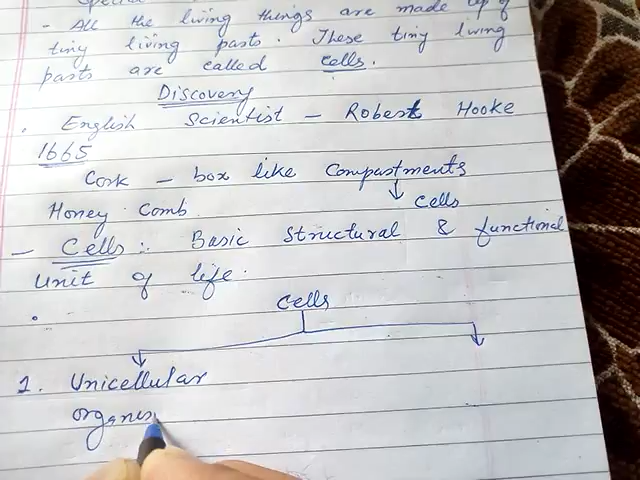 - All the living things are made up of
tiny living parts. These tiny living
parts are called cells.
Discovery
. English Scientist - Robert Hooke
1665
Cork - box like Compartments
↓ Cells
Honey Comb
- Cells :- Basic Structural & functional
Unit of life.
Cells
1. Unicellular
organis